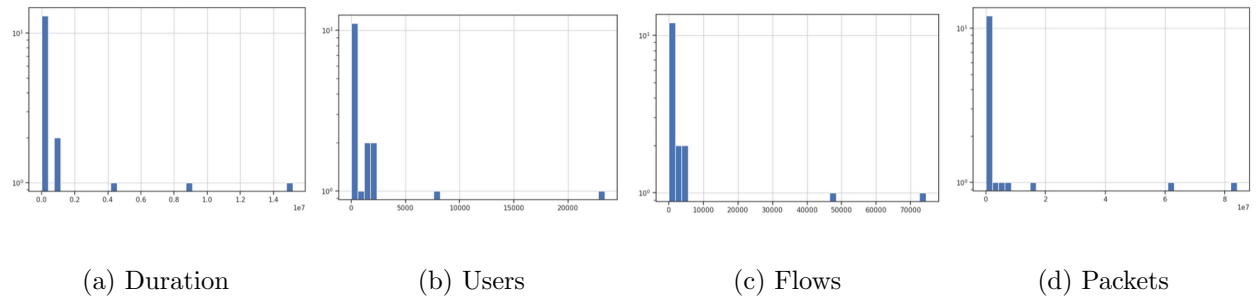 10¹
10⁰
0.0 0.2 0.4 0.6 0.8 1.0 1.2 1.4
1e7
10¹
10⁰
0 5000 10000 15000 20000
10¹
10⁰
0 10000 20000 30000 40000 50000 60000 70000
10¹
10⁰
0 2 4 6 8
1e7
(a) Duration
(b) Users
(c) Flows
(d) Packets